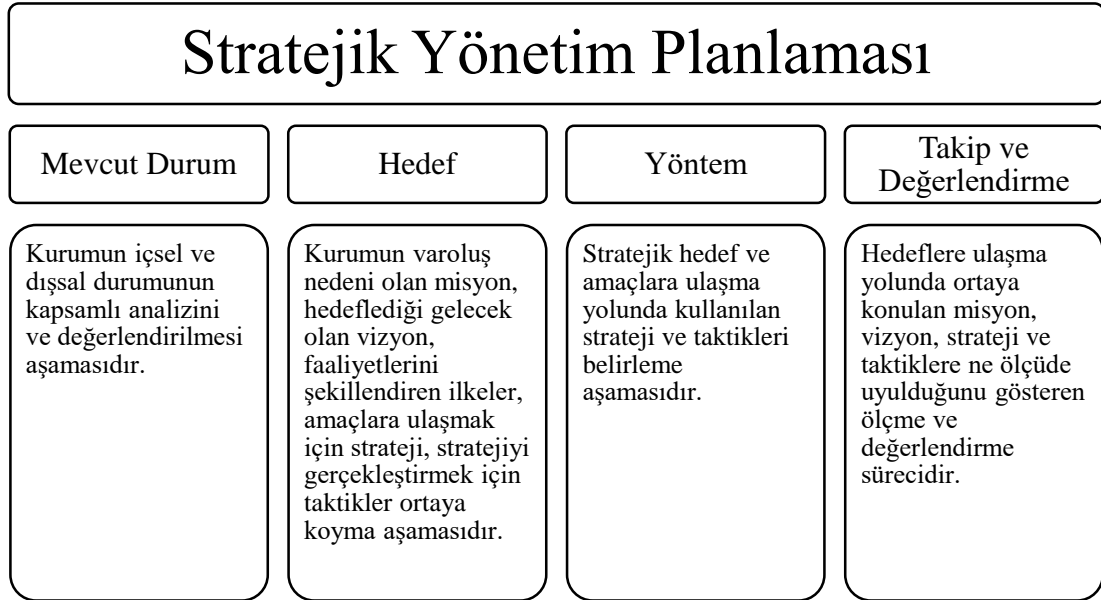 Stratejik Yönetim Planlaması
Mevcut Durum
Kurumun içsel ve
dışsal durumunun
kapsamlı analizini
ve değerlendirilmesi
aşamasıdır.
Hedef
Kurumun varoluş
nedeni olan misyon,
hedeflediği gelecek
olan vizyon,
faaliyetlerini
şekillendiren ilkeler,
amaçlara ulaşmak
için strateji, stratejiyi
gerçekleştirmek için
taktikler ortaya
koyma aşamasıdır.
Yöntem
Stratejik hedef ve
amaçlara ulaşma
yolunda kullanılan
strateji ve taktikleri
belirleme
aşamasıdır.
Takip ve
Değerlendirme
Hedeflere ulaşma
yolunda ortaya
konulan misyon,
vizyon, strateji ve
taktiklere ne ölçüde
uyulduğunu gösteren
ölçme ve
değerlendirme
sürecidir.